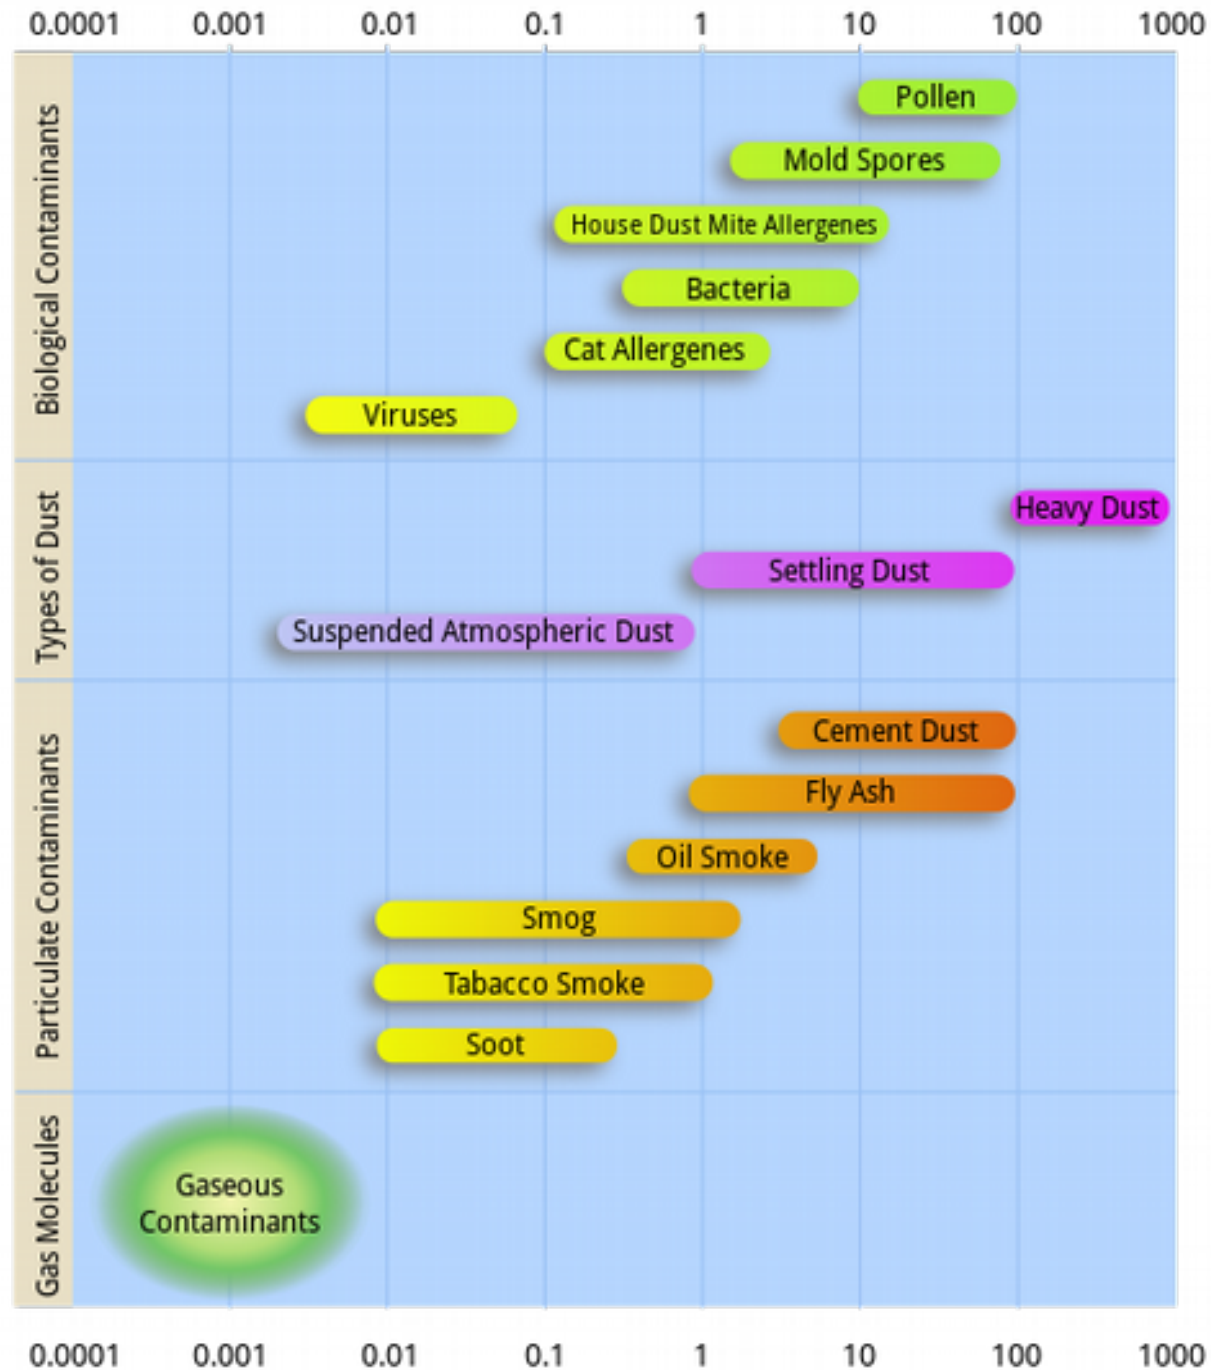 0.0001 0.001 0.01 0.1 1 10 100 1000
Biological Contaminants
Pollen
Mold Spores
House Dust Mite Allergenes
Bacteria
Cat Allergenes
Viruses
Types of Dust
Heavy Dust
Settling Dust
Suspended Atmospheric Dust
Particulate Contaminants
Cement Dust
Fly Ash
Oil Smoke
Smog
Tabacco Smoke
Soot
Gas Molecules
Gaseous
Contaminants
0.0001 0.001 0.01 0.1 1 10 100 1000